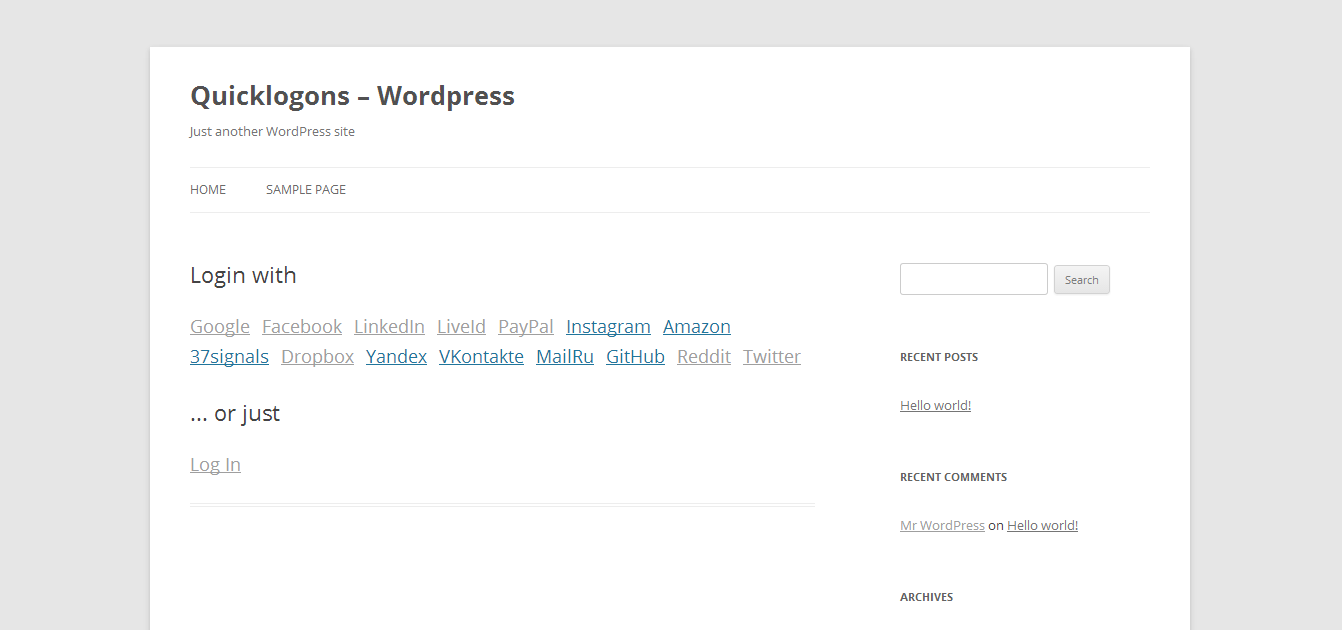 Quicklogons – Wordpress
Just another WordPress site
HOME SAMPLE PAGE
Login with
Google Facebook LinkedIn LiveId PayPal Instagram Amazon
37signals Dropbox Yandex VKontakte MailRu GitHub Reddit Twitter
... or just
Log In
Search
RECENT POSTS
Hello world!
RECENT COMMENTS
Mr WordPress on Hello world!
ARCHIVES